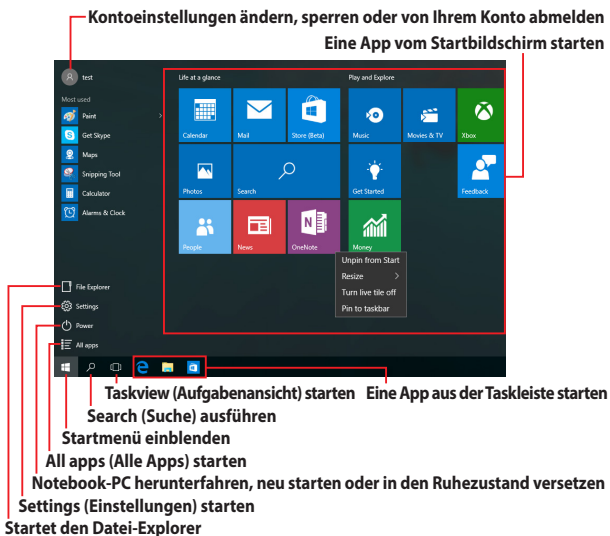 Kontoeinstellungen ändern, sperren oder von Ihrem Konto abmelden
Eine App vom Startbildschirm starten
test
Life at a glance
Play and Explore
Most used
Paint
Get Skype
Maps
Snipping Tool
Calculator
Alarms & Clock
Calendar
Mail
Store (Beta)
Music
Movies & TV
Xbox
Photos
Search
Get Started
Feedback
People
News
OneNote
Money
Unpin from Start
Resize
Turn live tile off
Pin to taskbar
File Explorer
Settings
Power
All apps
Taskview (Aufgabenansicht) starten
Eine App aus der Taskleiste starten
Search (Suche) ausführen
Startmenü einblenden
All apps (Alle Apps) starten
Notebook-PC herunterfahren, neu starten oder in den Ruhezustand versetzen
Settings (Einstellungen) starten
Startet den Datei-Explorer